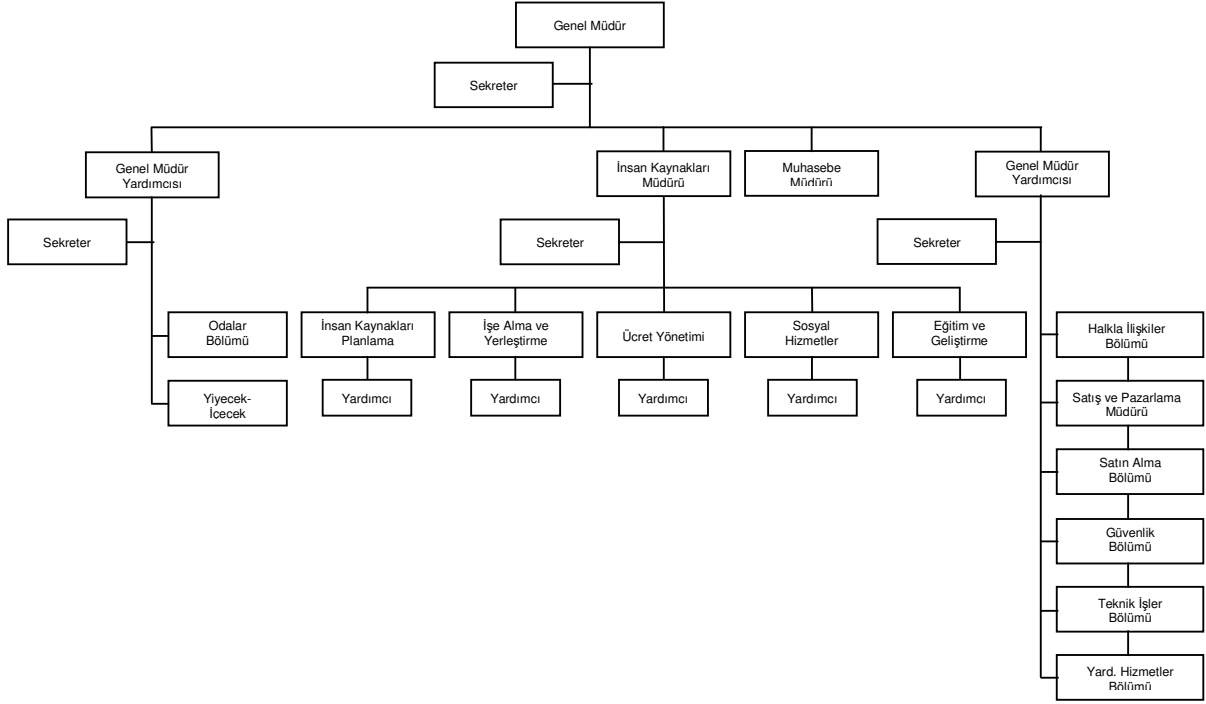 Genel Müdür
Sekreter
Genel Müdür
Yardımcısı
İnsan Kaynakları
Müdürü
Muhasebe
Müdürü
Genel Müdür
Yardımcısı
Sekreter
Sekreter
Sekreter
Odalar
Bölümü
İnsan Kaynakları
Planlama
İşe Alma ve
Yerleştirme
Ücret Yönetimi
Sosyal
Hizmetler
Eğitim ve
Geliştirme
Halkla İlişkiler
Bölümü
Yiyecek-
İçecek
Yardımcı
Yardımcı
Yardımcı
Yardımcı
Yardımcı
Satış ve Pazarlama
Müdürü
Satın Alma
Bölümü
Güvenlik
Bölümü
Teknik İşler
Bölümü
Yard. Hizmetler
Bölümü